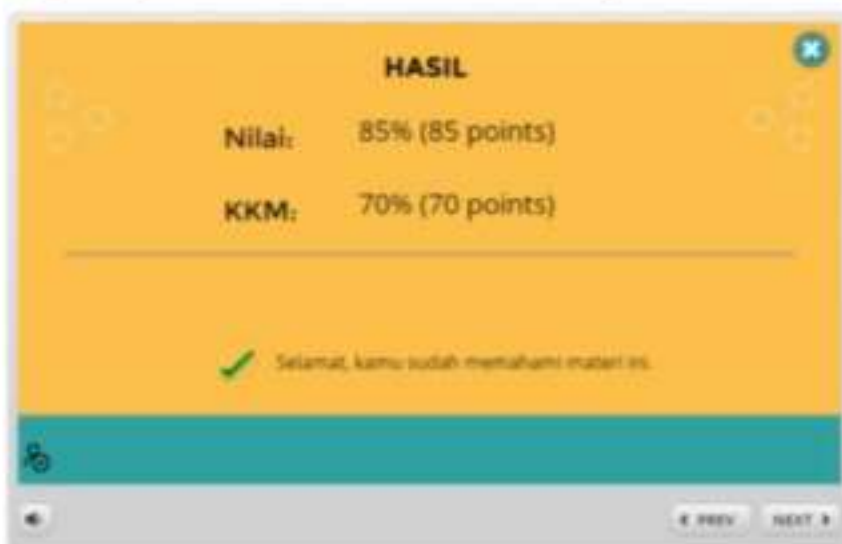 HASIL
Nilai: 85% (85 points)
KKM: 70% (70 points)
Selamat, kamu sudah memahami materi ini.
PREV NEXT